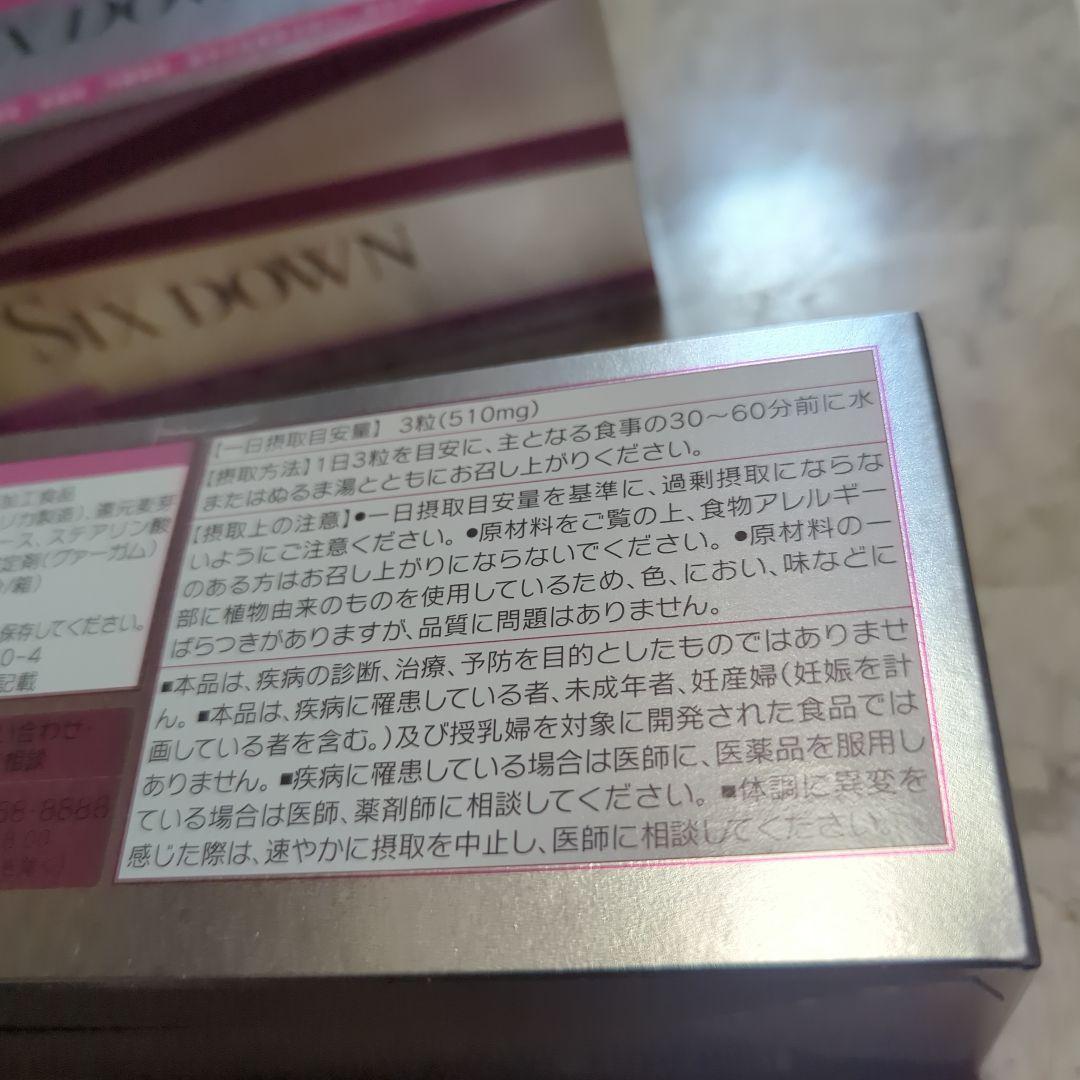 SIX DOWN
【一日摂取目安量】 3粒(510mg)
【摂取方法】1日3粒を目安に、主となる食事の30～60分前に水
またはぬるま湯とともにお召し上がりください。
【摂取上の注意】●一日摂取目安量を基準に、過剰摂取にならな
いようにご注意ください。●原材料をご覧の上、食物アレルギー
のある方はお召し上がりにならないでください。●原材料の一
部に植物由来のものを使用しているため、色、におい、味などに
ばらつきがありますが、品質に問題はありません。
■本品は、疾病の診断、治療、予防を目的としたものではありませ
ん。■本品は、疾病に罹患している者、未成年者、妊産婦(妊娠を計
画している者を含む。)及び授乳婦を対象に開発された食品では
ありません。■疾病に罹患している場合は医師に、医薬品を服用し
ている場合は医師、薬剤師に相談してください。■体調に異変を
感じた際は、速やかに摂取を中止し、医師に相談してください。
加工食品
リカ製造)、還元麦芽
ース、ステアリン酸
定剤(グァーガム)
保存してください。
0-4
記載
い合わせ・
相談
8888